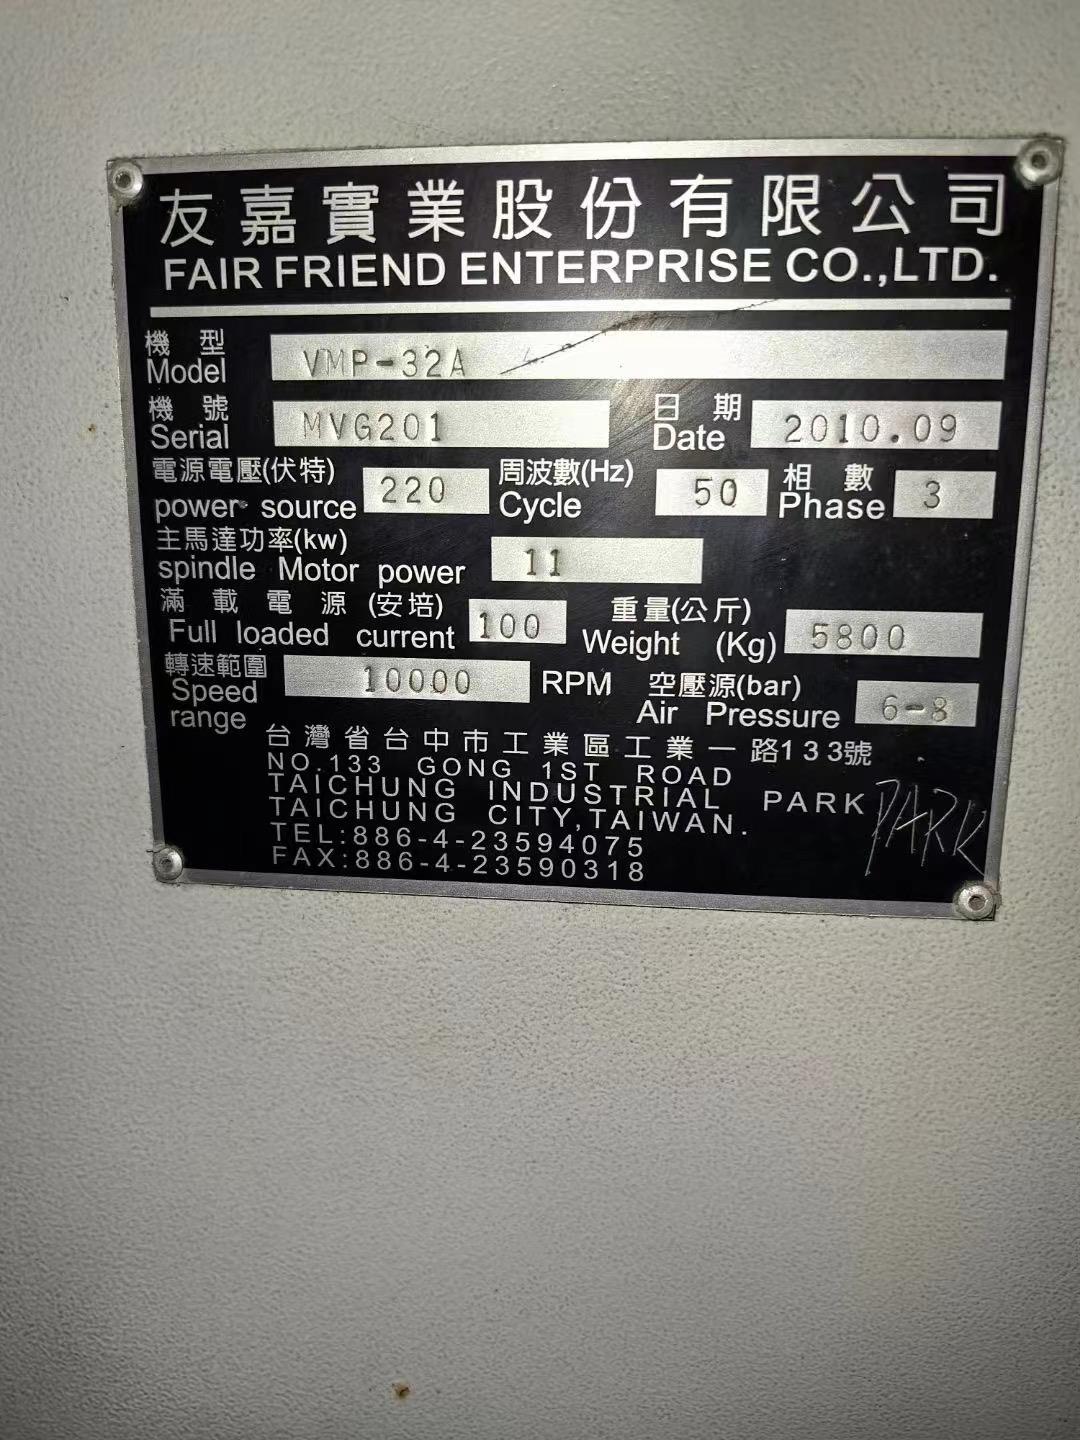 友嘉實業股份有限公司
FAIR FRIEND ENTERPRISE CO.,LTD.
機型 VMP-32A
Model
機號 MVG201 日期 2010.09
Serial Date
電源電壓(伏特) 220 周波數(Hz) 50 相數 3
power source Cycle Phase
主馬達功率(kw) 11
spindle Motor power
滿載電源(安培) 100 重量(公斤) 5800
Full loaded current Weight (Kg)
轉速範圍 10000 RPM 空壓源(bar) 6-8
Speed range Air Pressure
台灣省台中市工業區工業一路133號
NO.133 GONG 1ST ROAD
TAICHUNG INDUSTRIAL PARK PARK
TAICHUNG CITY,TAIWAN.
TEL:886-4-23594075
FAX:886-4-23590318